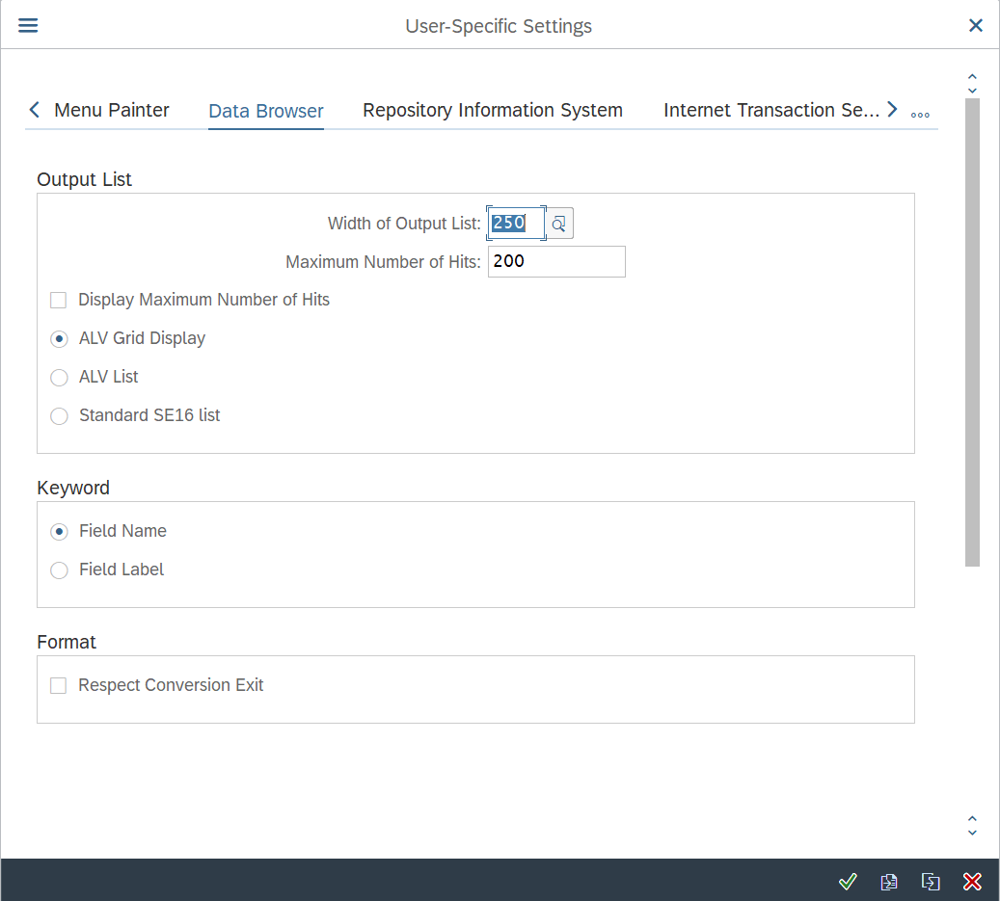 User-Specific Settings
Menu Painter Data Browser Repository Information System Internet Transaction Se...
Output List
Width of Output List: 250
Maximum Number of Hits: 200
Display Maximum Number of Hits
ALV Grid Display
ALV List
Standard SE16 list
Keyword
Field Name
Field Label
Format
Respect Conversion Exit